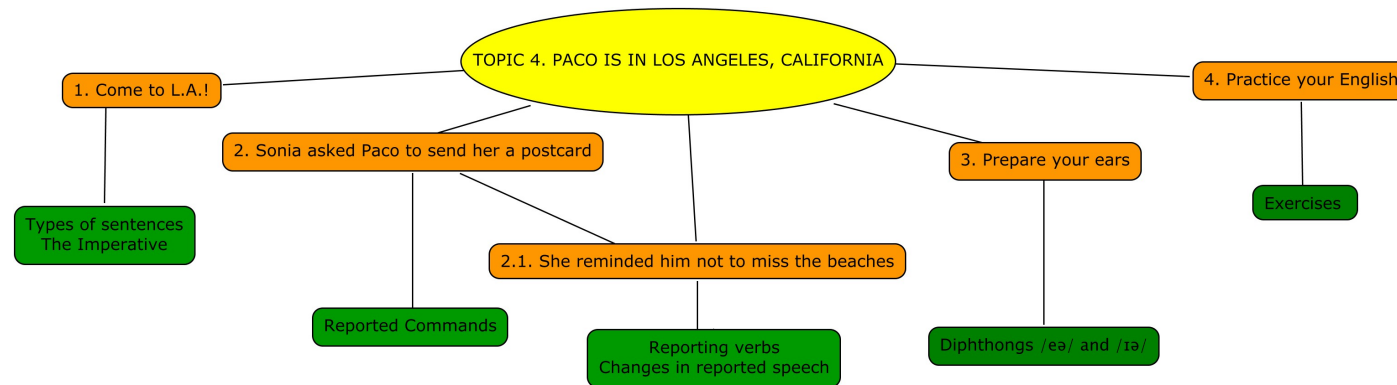 TOPIC 4. PACO IS IN LOS ANGELES, CALIFORNIA
1. Come to L.A.!
Types of sentences
The Imperative
2. Sonia asked Paco to send her a postcard
Reported Commands
2.1. She reminded him not to miss the beaches
Reporting verbs
Changes in reported speech
3. Prepare your ears
Diphthongs /eə/ and /ɪə/
4. Practice your English
Exercises